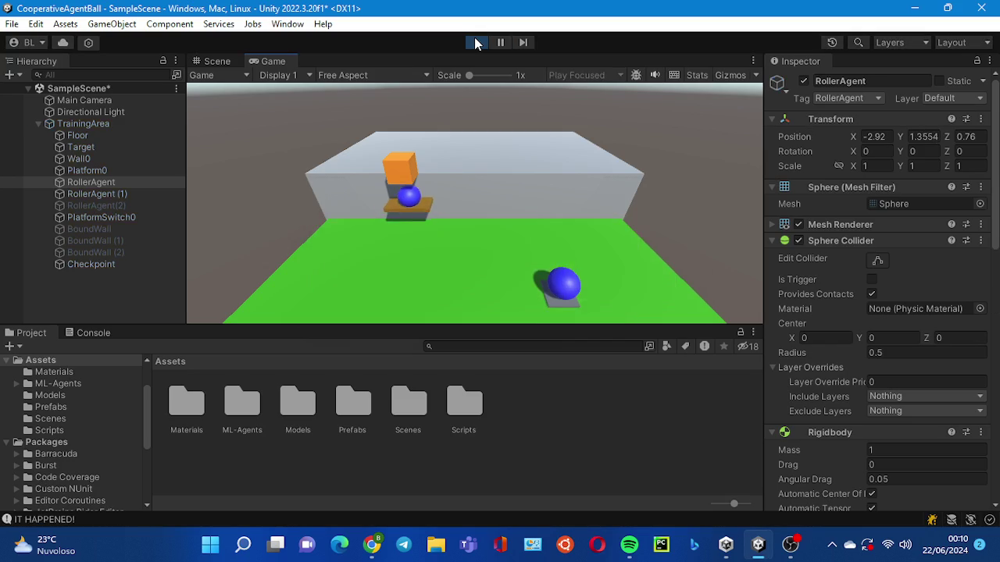 CooperativeAgentBall - SampleScene - Windows, Mac, Linux - Unity 2022.3.20f1* <DX11>
File Edit Assets GameObject Component Services Jobs Window Help
BL Layers Layout
Hierarchy
All
SampleScene*
Main Camera
Directional Light
TrainingArea
Floor
Target
Wall0
Platform0
RollerAgent
RollerAgent (1)
RollerAgent(2)
PlatformSwitch0
BoundWall
BoundWall (1)
BoundWall (2)
Checkpoint
Scene Game
Game Display 1 Free Aspect Scale 1x Play Focused Stats Gizmos
Inspector
RollerAgent Static
Tag RollerAgent Layer Default
Transform
Position X -2.92 Y 1.3554 Z 0.76
Rotation X 0 Y 0 Z 0
Scale X 1 Y 1 Z 1
Sphere (Mesh Filter)
Mesh Sphere
Mesh Renderer
Sphere Collider
Edit Collider
Is Trigger
Provides Contacts
Material None (Physic Material)
Center
X 0 Y 0 Z 0
Radius 0.5
Layer Overrides
Layer Override Pric 0
Include Layers Nothing
Exclude Layers Nothing
Rigidbody
Mass 1
Drag 0
Angular Drag 0.05
Automatic Center Of
Automatic Tensor
Project Console
18
Assets
Materials
ML-Agents
Models
Prefabs
Scenes
Scripts
Packages
Barracuda
Burst
Code Coverage
Custom NUnit
Editor Coroutines
Assets
Materials ML-Agents Models Prefabs Scenes Scripts
IT HAPPENED!
23°C
Nuvoloso
00:10
22/06/2024
2